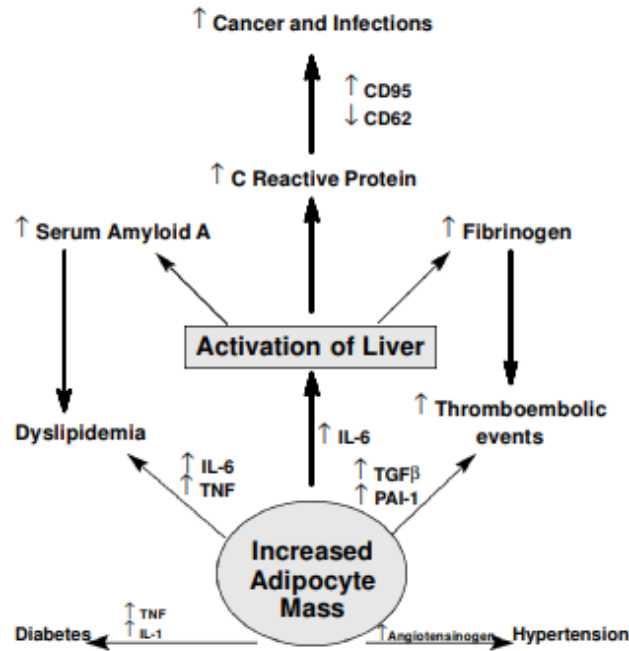 ↑ Cancer and Infections
↑ CD95
↓ CD62
↑ C Reactive Protein
↑ Serum Amyloid A
↑ Fibrinogen
Activation of Liver
Dyslipidemia
↑ Thromboembolic
events
↑ IL-6
↑ IL-6
↑ TNF
↑ TGFβ
↑ PAI-1
Increased
Adipocyte
Mass
Diabetes
↑ TNF
↑ IL-1
↑Angiotensinogen
Hypertension